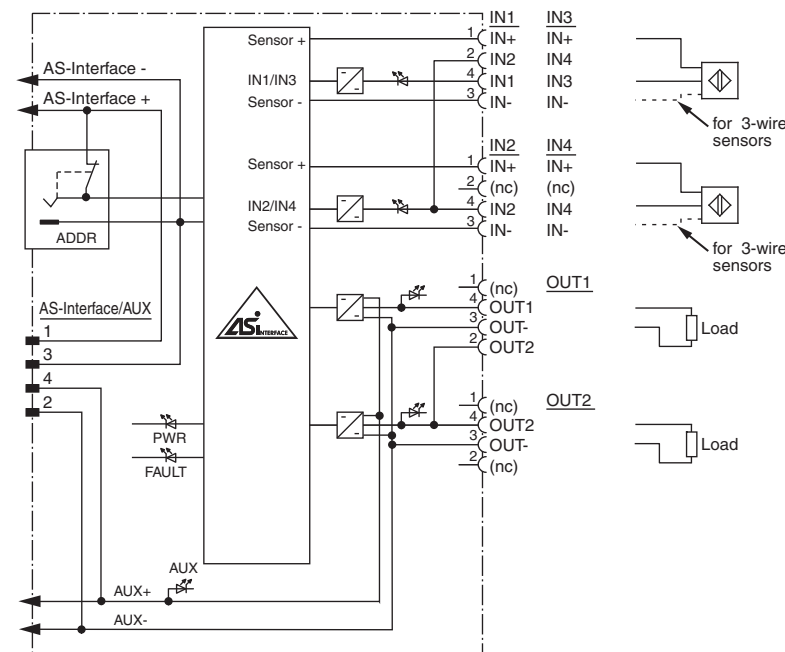 IN1 IN3
Sensor + 1 IN+ IN+
2 IN2 IN4
AS-Interface -
IN1/IN3 4 IN1 IN3
AS-Interface +
Sensor - 3 IN- IN-
for 3-wire
sensors
IN2 IN4
Sensor + 1 IN+ IN+
2 (nc) (nc)
IN2/IN4 4 IN2 IN4
Sensor - 3 IN- IN-
ADDR
for 3-wire
sensors
1 (nc) OUT1
AS-Interface/AUX
4 OUT1
ASi INTERFACE
3 OUT- Load
1
2 OUT2
3
4
2
1 (nc) OUT2
4 OUT2
PWR
3 OUT- Load
2 (nc)
FAULT
AUX
AUX+
AUX-